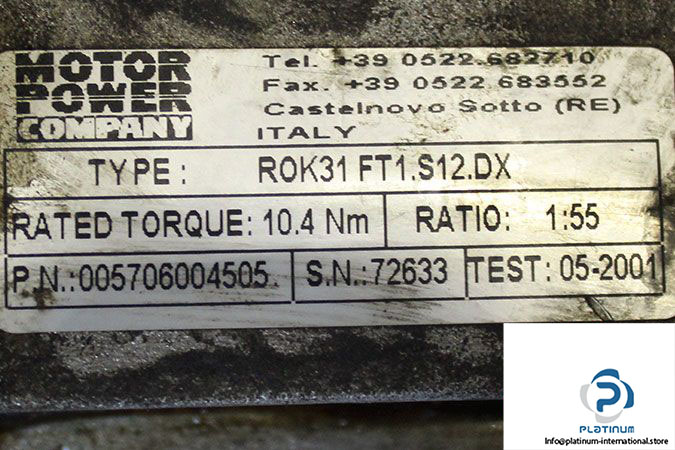 MOTOR
POWER
COMPANY
Tel. +39 0522.682710
Fax. +39 0522 683552
Castelnovo Sotto (RE)
ITALY
TYPE: ROK31 FT1.S12.DX
RATED TORQUE: 10.4 Nm RATIO: 1:55
P.N.:005706004505. S.N.:72633 TEST: 05-2001
PLATINUM
Info@platinum-international.store